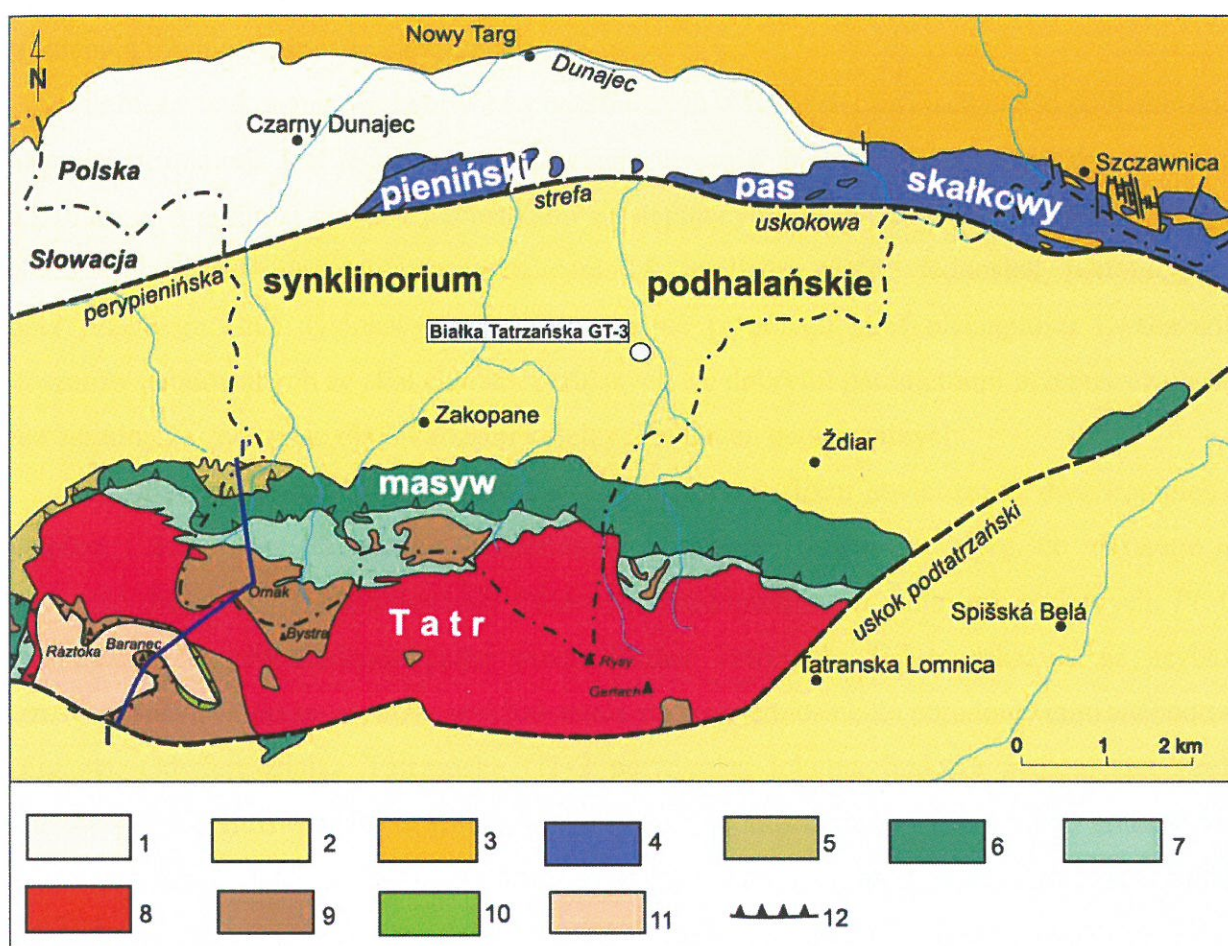 Nowy Targ
Dunajec
N
Czarny Dunajec
Szczawnica
Polska
pieniński
pas
skałkowy
strefa
uskokowa
Słowacja
perypienińska
synklinorium
podhalańskie
Białka Tatrzańska GT-3
Zakopane
Ždiar
I'
masyw
uskok podtatrzański
Ornak
Spišská Belá
Bystra
Tatr
Baranec
Ráztoka
Rysy
Tatranska Lomnica
Gerlach
I
0 1 2 km
1 2 3 4 5 6 7
8 9 10 11 12